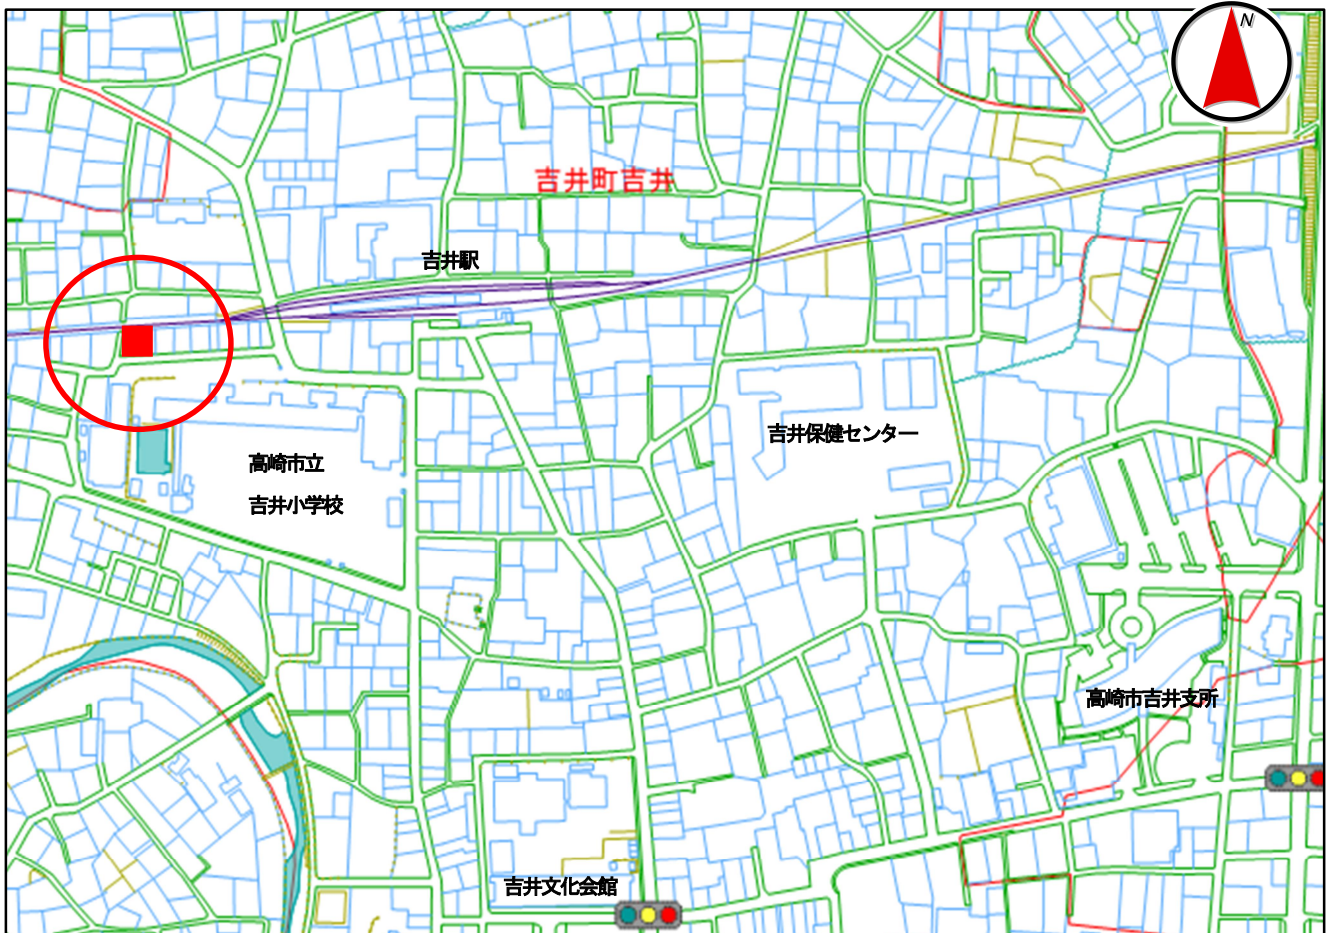 N
吉井町吉井
吉井駅
吉井保健センター
高崎市立
吉井小学校
高崎市吉井支所
吉井文化会館